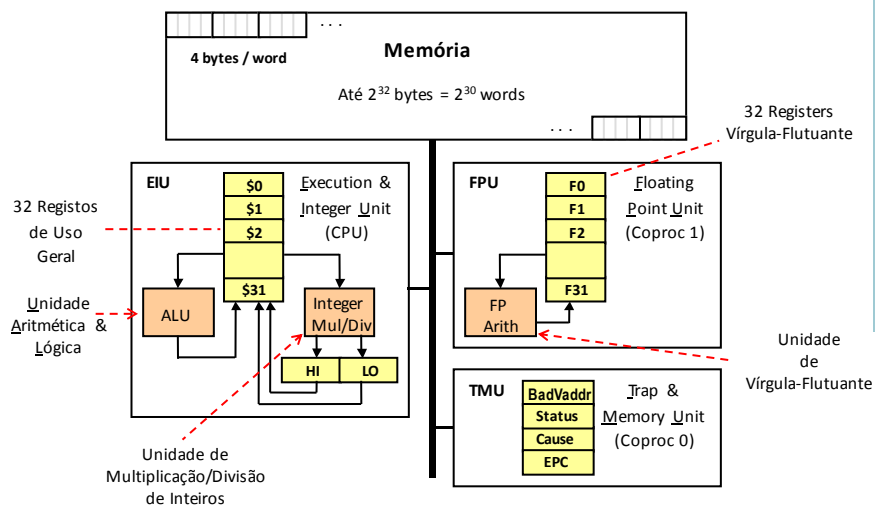 . . .
4 bytes / word
Memória
Até 2³² bytes = 2³⁰ words
. . .
32 Registers
Vírgula-Flutuante
EIU
$0
$1
$2
$31
Execution &
Integer Unit
(CPU)
32 Registos
de Uso
Geral
Unidade
Aritmética &
Lógica
ALU
Integer
Mul/Div
HI
LO
Unidade de
Multiplicação/Divisão
de Inteiros
FPU
F0
F1
F2
F31
Floating
Point Unit
(Coproc 1)
FP
Arith
Unidade
de
Vírgula-Flutuante
TMU
BadVaddr
Status
Cause
EPC
Trap &
Memory Unit
(Coproc 0)